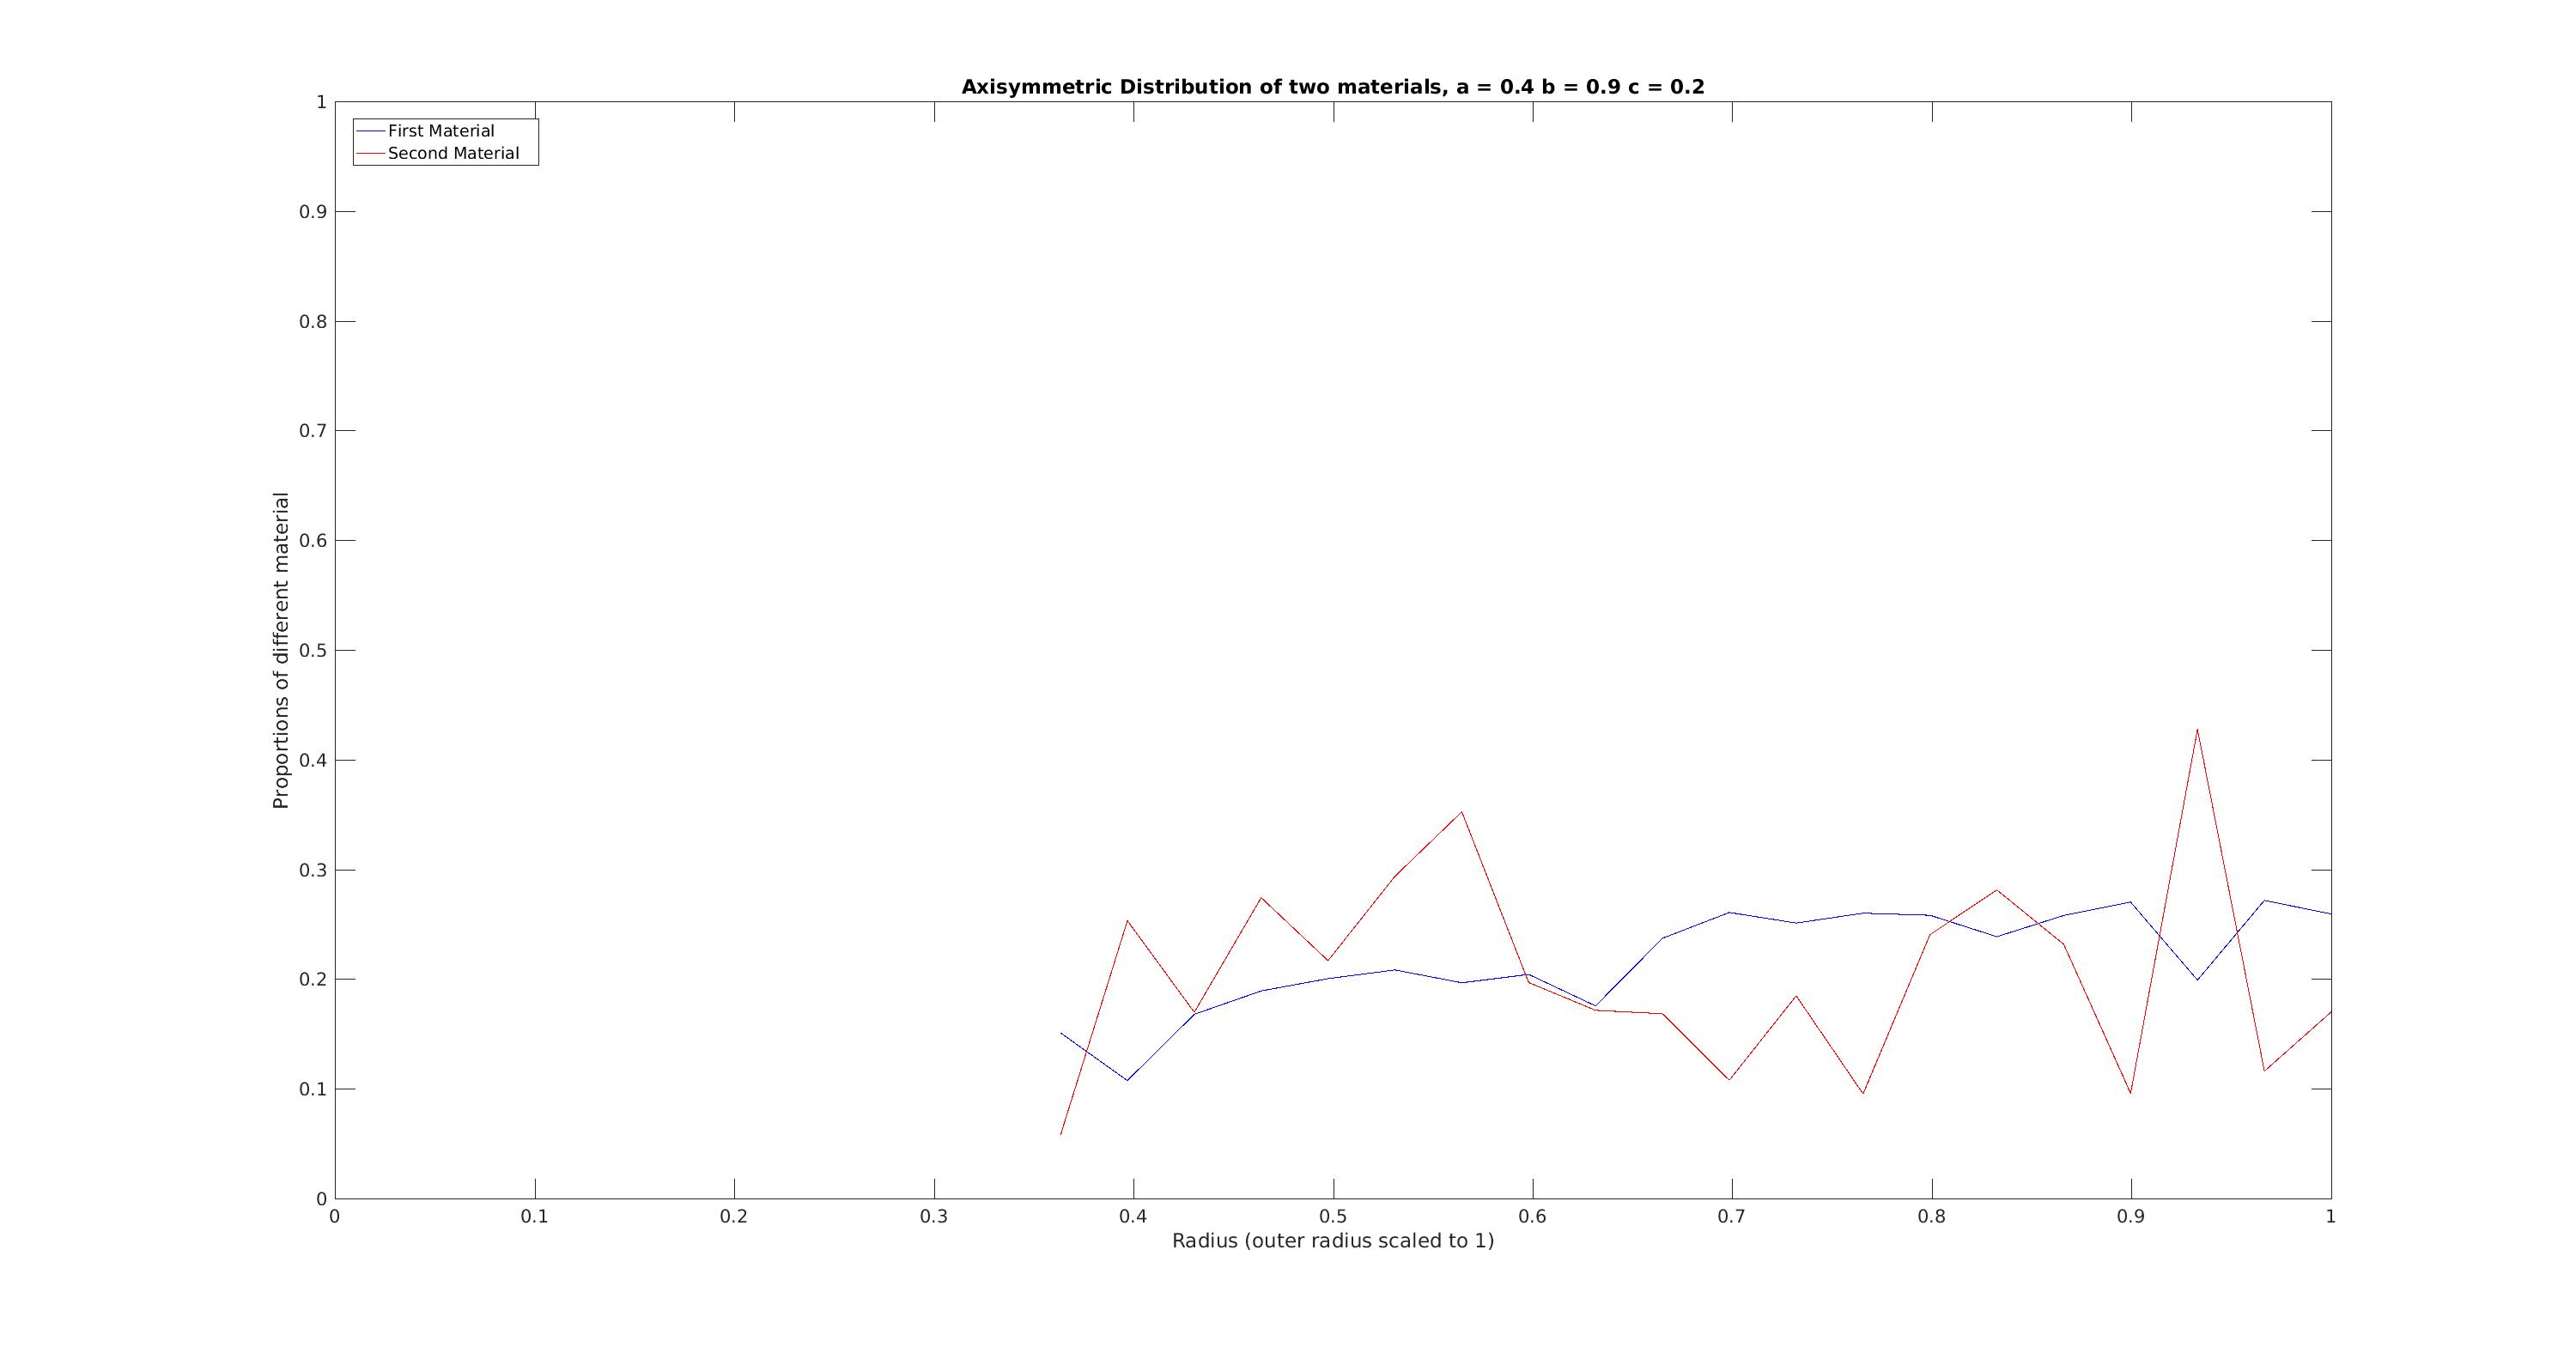 Axisymmetric Distribution of two materials, a = 0.4 b = 0.9 c = 0.2
First Material
Second Material
1
0.9
0.8
0.7
0.6
0.5
0.4
0.3
0.2
0.1
0
Proportions of different material
0 0.1 0.2 0.3 0.4 0.5 0.6 0.7 0.8 0.9 1
Radius (outer radius scaled to 1)